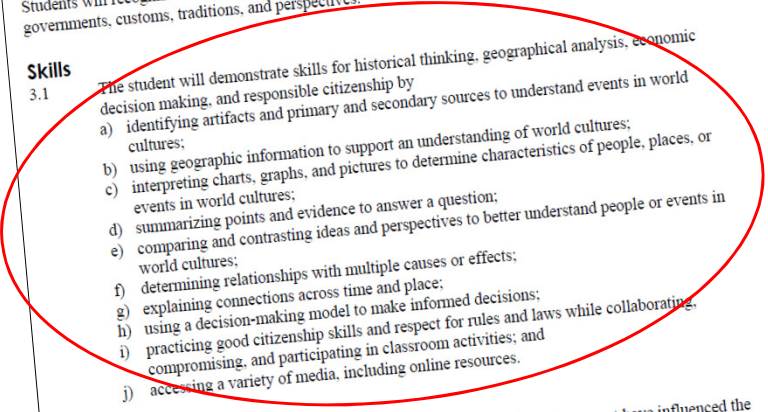 Students will
governments, customs, traditions, and perspectives.
Skills
3.1 The student will demonstrate skills for historical thinking, geographical analysis, economic
decision making, and responsible citizenship by
a) identifying artifacts and primary and secondary sources to understand events in world
cultures;
b) using geographic information to support an understanding of world cultures;
c) interpreting charts, graphs, and pictures to determine characteristics of people, places, or
events in world cultures;
d) summarizing points and evidence to answer a question;
e) comparing and contrasting ideas and perspectives to better understand people or events in
world cultures;
f) determining relationships with multiple causes or effects;
g) explaining connections across time and place;
h) using a decision-making model to make informed decisions;
i) practicing good citizenship skills and respect for rules and laws while collaborating,
compromising, and participating in classroom activities; and
j) accessing a variety of media, including online resources.
have influenced the